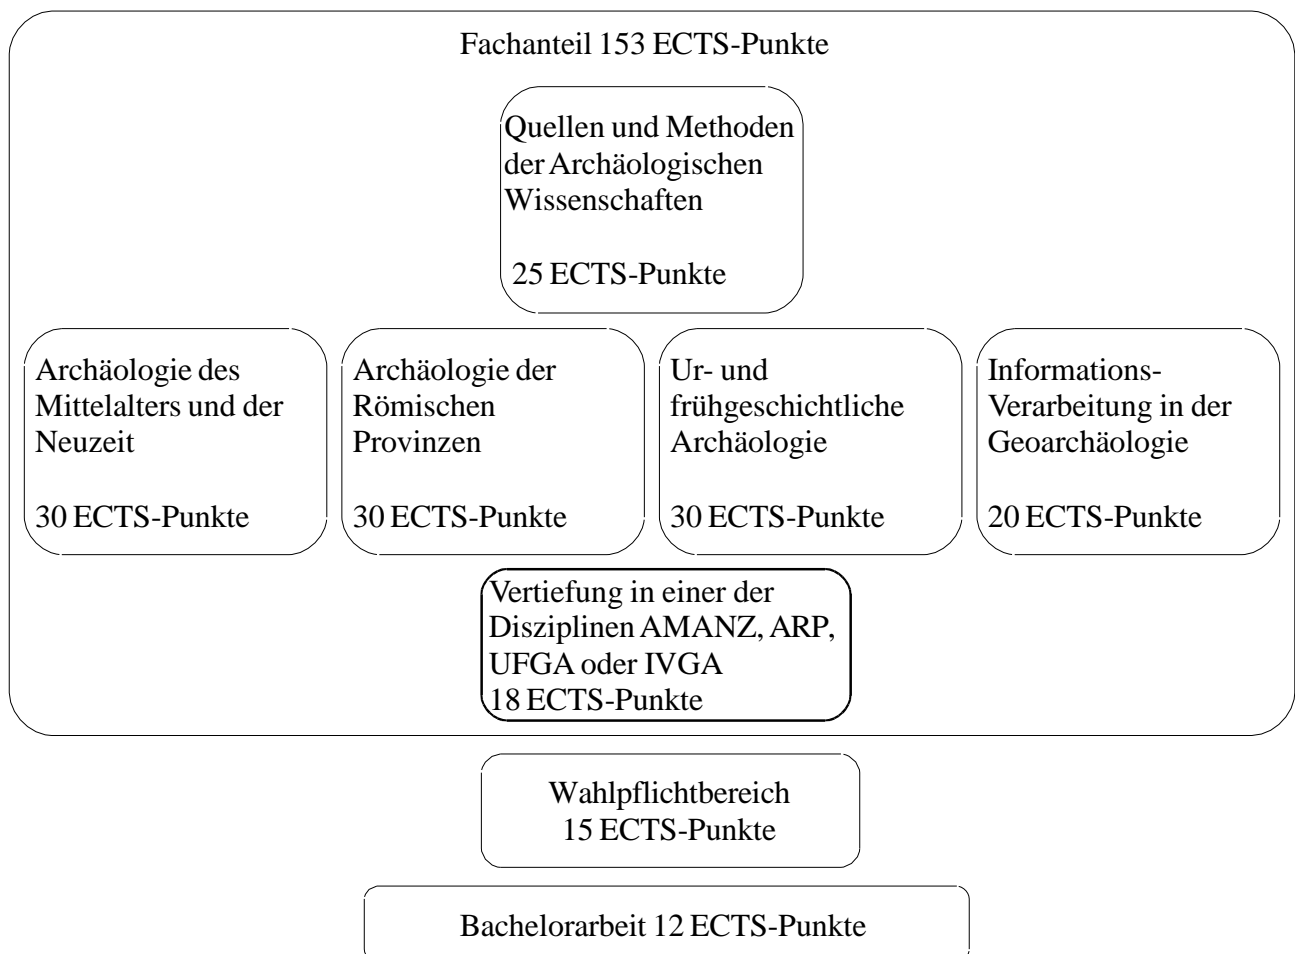 Fachanteil 153 ECTS-Punkte
Quellen und Methoden
der Archäologischen
Wissenschaften
25 ECTS-Punkte
Archäologie des
Mittelalters und der
Neuzeit
30 ECTS-Punkte
Archäologie der
Römischen
Provinzen
30 ECTS-Punkte
Ur- und
frühgeschichtliche
Archäologie
30 ECTS-Punkte
Informations-
Verarbeitung in der
Geoarchäologie
20 ECTS-Punkte
Vertiefung in einer der
Disziplinen AMANZ, ARP,
UFGA oder IVGA
18 ECTS-Punkte
Wahlpflichtbereich
15 ECTS-Punkte
Bachelorarbeit 12 ECTS-Punkte